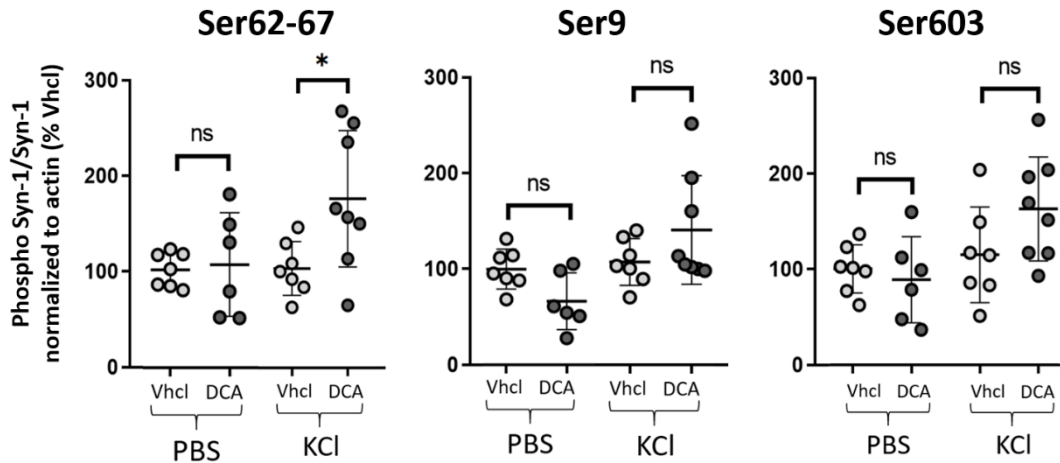 Ser62-67
Ser9
Ser603
Phospho Syn-1/Syn-1
normalized to actin (% Vhcl)
300
200
100
0
ns
*
Vhcl DCA Vhcl DCA
PBS KCl
300
200
100
0
ns
ns
Vhcl DCA Vhcl DCA
PBS KCl
300
200
100
0
ns
ns
Vhcl DCA Vhcl DCA
PBS KCl